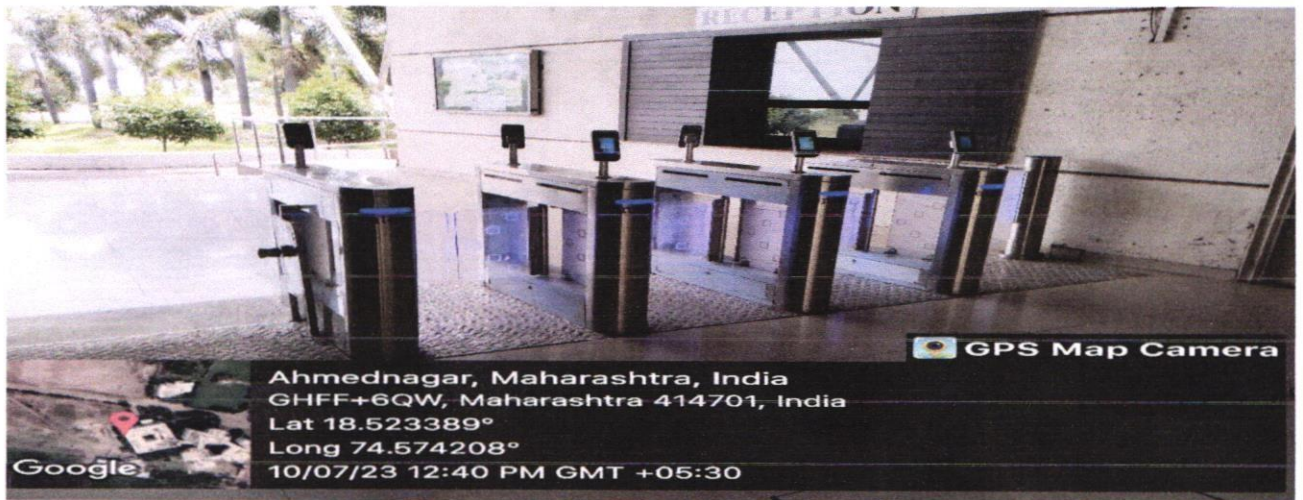 RECEPTION
GPS Map Camera
Ahmednagar, Maharashtra, India
GHFF+6QW, Maharashtra 414701, India
Lat 18.523389°
Long 74.574208°
10/07/23 12:40 PM GMT +05:30
Google